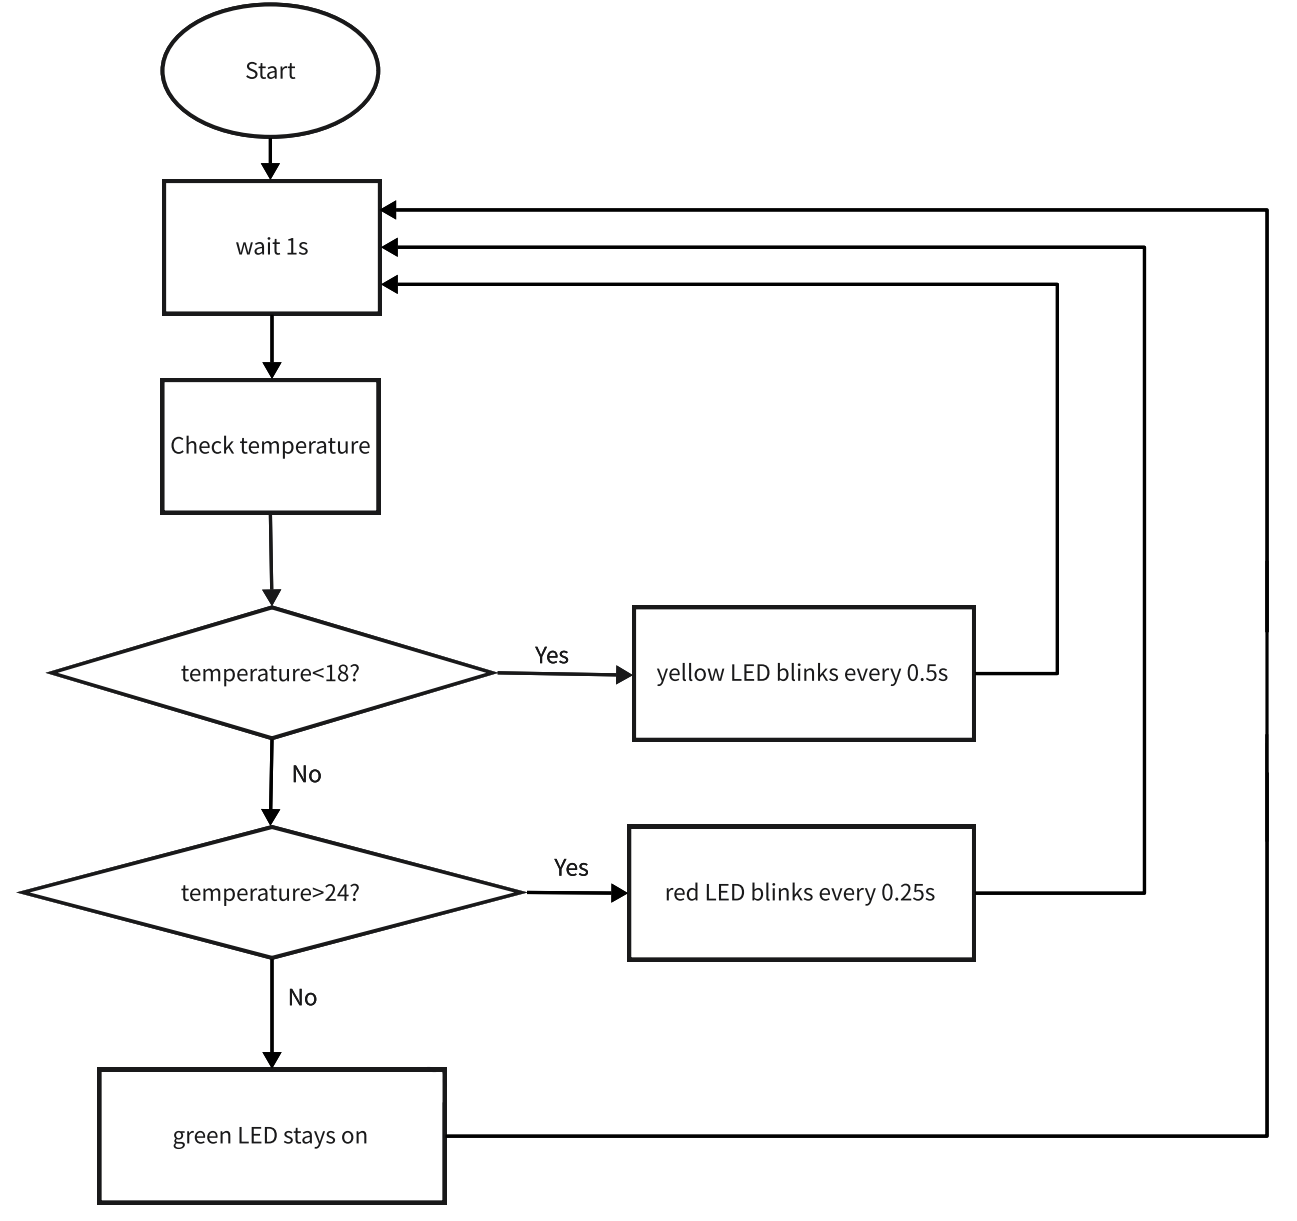 Start
wait 1s
Check temperature
temperature<18?
Yes
yellow LED blinks every 0.5s
No
temperature>24?
Yes
red LED blinks every 0.25s
No
green LED stays on